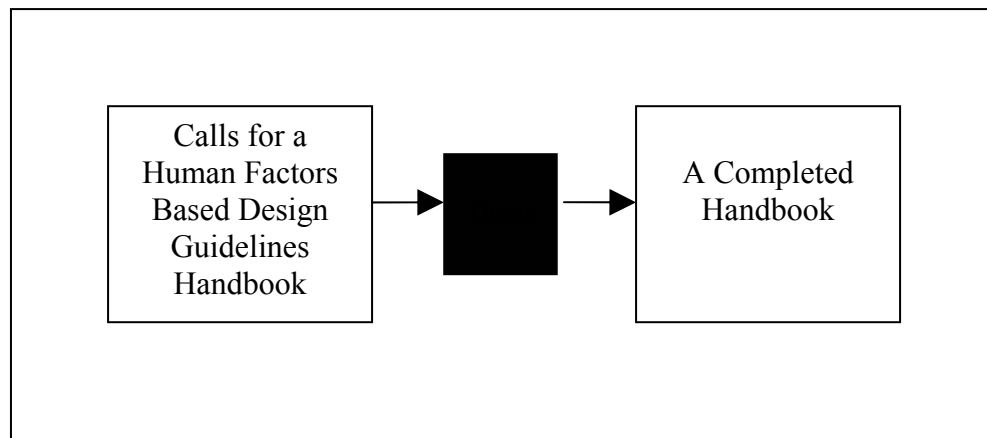 Calls for a
Human Factors
Based Design
Guidelines
Handbook
A Completed
Handbook